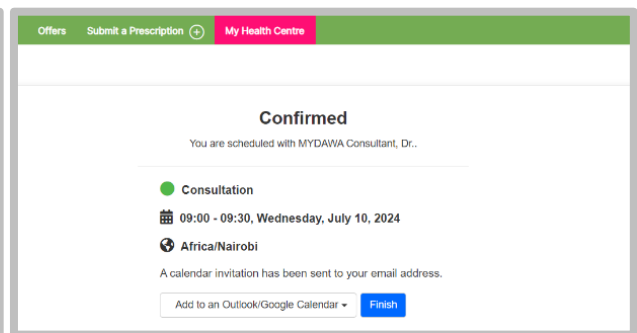 Offers Submit a Prescription My Health Centre
Confirmed
You are scheduled with MYDAWA Consultant, Dr..
Consultation
09:00 - 09:30, Wednesday, July 10, 2024
Africa/Nairobi
A calendar invitation has been sent to your email address.
Add to an Outlook/Google Calendar Finish